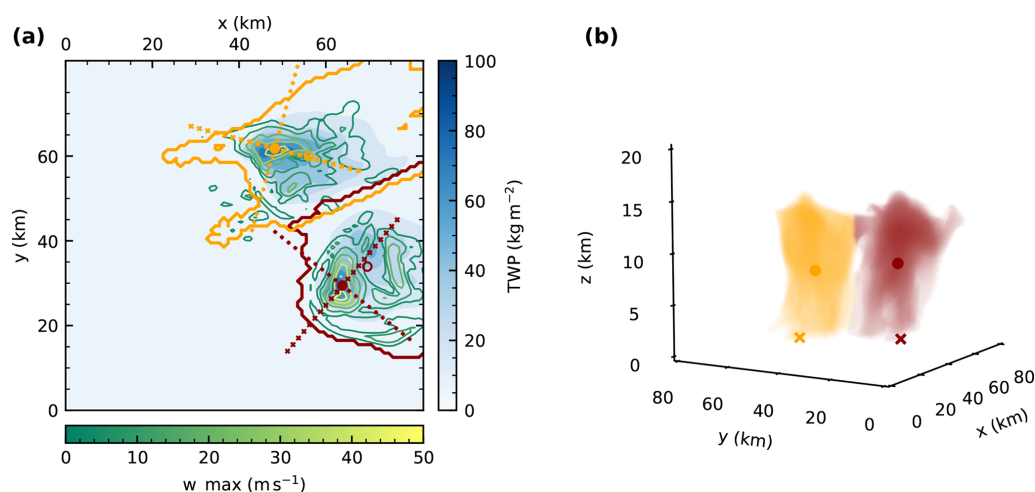 (a)
x (km)
0 20 40 60
y (km)
60
40
20
0
100
80
60
40
20
0
TWP (kg m⁻²)
0 10 20 30 40 50
w_max (m s⁻¹)
(b)
20
15
10
5
0
z (km)
80 60 40 20 0
y (km)
0 20 40 60 80
x (km)